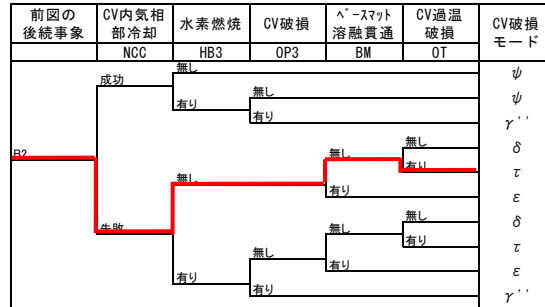 前図の CV内気相 水素燃焼 CV破損 ベースマット CV過温 CV破損
後続事象 部冷却 溶融貫通 破損 モード
NCC HB3 OP3 BM OT
無し ψ
成功
無し ψ
有り
有り γ''
無し δ
B2 無し
有り τ
無し
有り ε
失敗 無し δ
無し
有り τ
無し
有り ε
有り
有り γ''